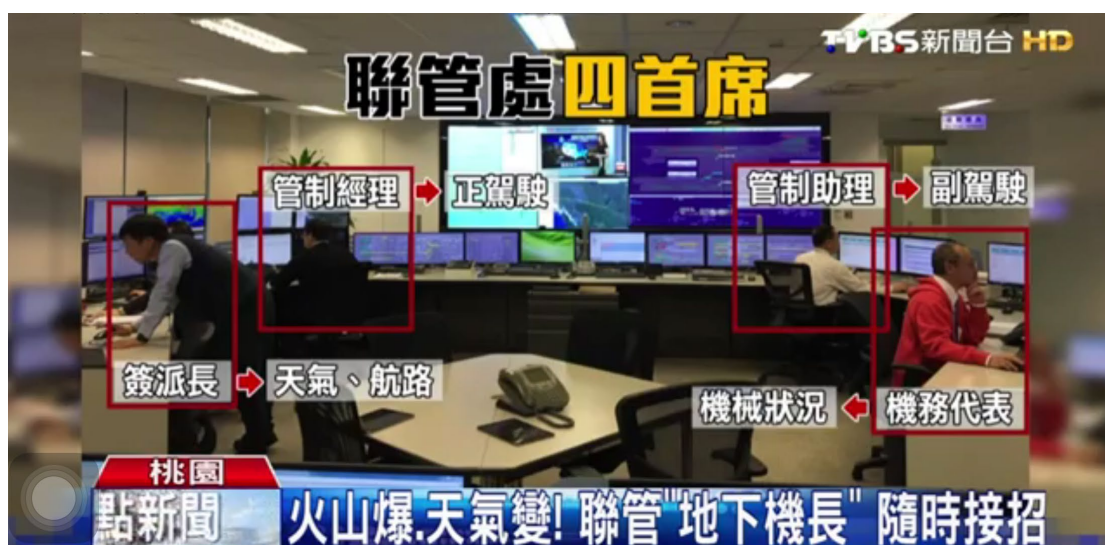 TVBS新聞台 HD
聯管處四首席
管制經理 正駕駛
管制助理 副駕駛
簽派長 天氣、航路
機械狀況 機務代表
桃園
點新聞
火山爆.天氣變! 聯管"地下機長" 隨時接招